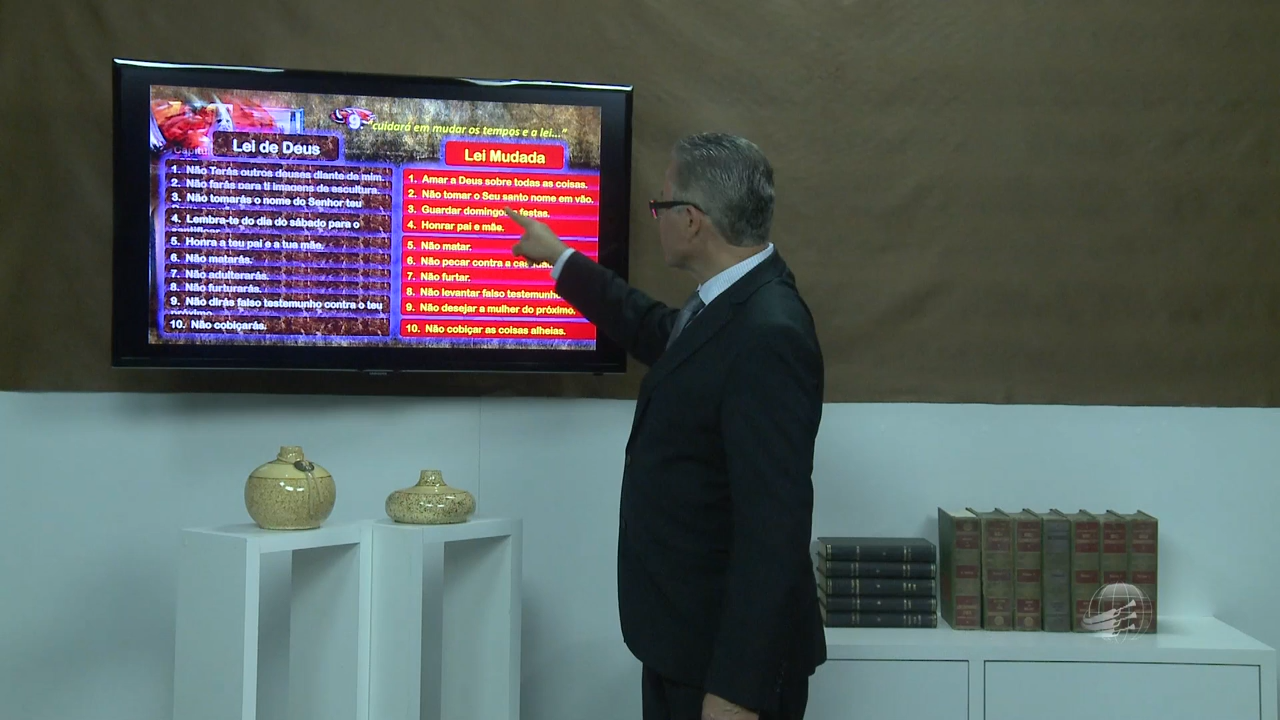 9.
"cuidará em mudar os tempos e a lei..."
Lei de Deus
1. Não Terás outros deuses diante de mim.
2. Não farás para ti imagens de escultura.
3. Não tomarás o nome do Senhor teu
4. Lembra-te do dia do sábado para o
5. Honra a teu pai e a tua mãe.
6. Não matarás.
7. Não adulterarás.
8. Não furturarás.
9. Não dirás falso testemunho contra o teu
próximo.
10. Não cobiçarás.
Lei Mudada
1. Amar a Deus sobre todas as coisas.
2. Não tomar o Seu santo nome em vão.
3. Guardar domingos festas.
4. Honrar pai e mãe.
5. Não matar.
6. Não pecar contra a
7. Não furtar.
8. Não levantar falso testemunho
9. Não desejar a mulher do próximo.
10. Não cobiçar as coisas alheias.